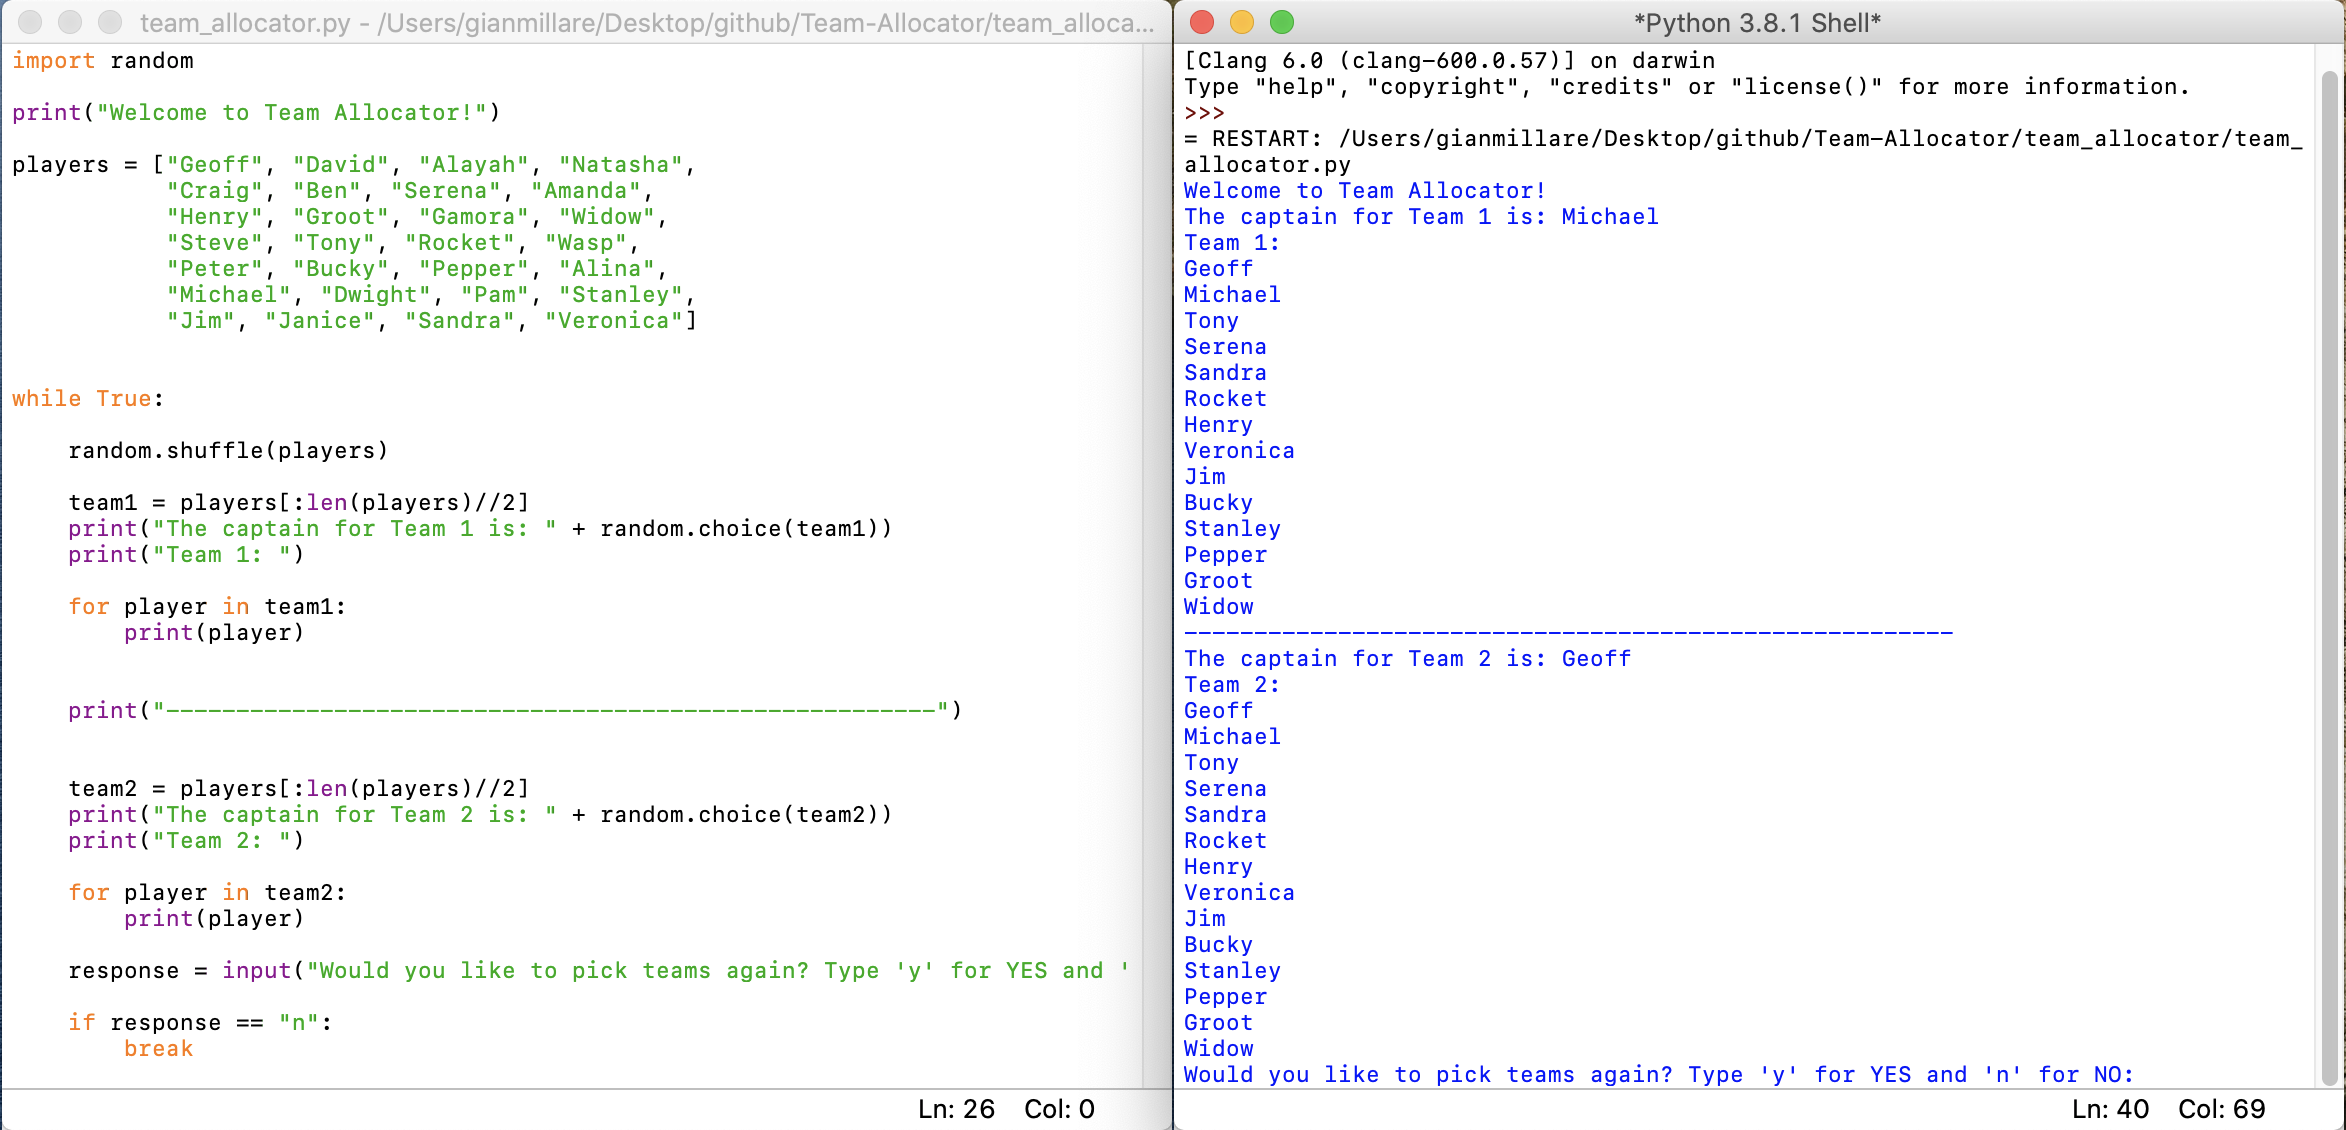 team_allocator.py - /Users/gianmillare/Desktop/github/Team-Allocator/team_alloca...
import random
print("Welcome to Team Allocator!")
players = ["Geoff", "David", "Alayah", "Natasha",
"Craig", "Ben", "Serena", "Amanda",
"Henry", "Groot", "Gamora", "Widow",
"Steve", "Tony", "Rocket", "Wasp",
"Peter", "Bucky", "Pepper", "Alina",
"Michael", "Dwight", "Pam", "Stanley",
"Jim", "Janice", "Sandra", "Veronica"]
while True:
random.shuffle(players)
team1 = players[:len(players)//2]
print("The captain for Team 1 is: " + random.choice(team1))
print("Team 1: ")
for player in team1:
print(player)
print("-------------------------------------------------------")
team2 = players[:len(players)//2]
print("The captain for Team 2 is: " + random.choice(team2))
print("Team 2: ")
for player in team2:
print(player)
response = input("Would you like to pick teams again? Type 'y' for YES and '
if response == "n":
break
Ln: 26 Col: 0
*Python 3.8.1 Shell*
[Clang 6.0 (clang-600.0.57)] on darwin
Type "help", "copyright", "credits" or "license()" for more information.
>>>
= RESTART: /Users/gianmillare/Desktop/github/Team-Allocator/team_allocator/team_
allocator.py
Welcome to Team Allocator!
The captain for Team 1 is: Michael
Team 1:
Geoff
Michael
Tony
Serena
Sandra
Rocket
Henry
Veronica
Jim
Bucky
Stanley
Pepper
Groot
Widow
-------------------------------------------------------
The captain for Team 2 is: Geoff
Team 2:
Geoff
Michael
Tony
Serena
Sandra
Rocket
Henry
Veronica
Jim
Bucky
Stanley
Pepper
Groot
Widow
Would you like to pick teams again? Type 'y' for YES and 'n' for NO:
Ln: 40 Col: 69